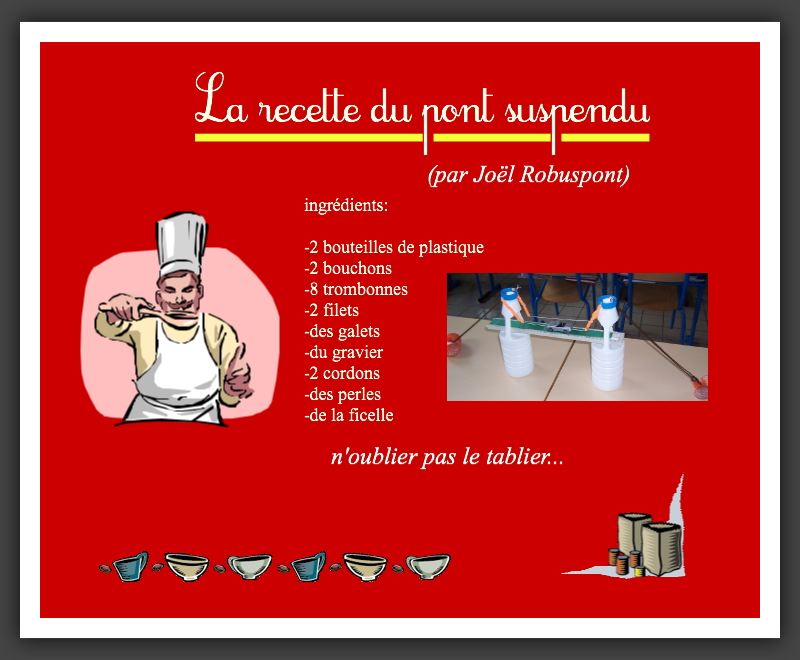 La recette du pont suspendu
(par Joël Robuspont)
ingrédients:
-2 bouteilles de plastique
-2 bouchons
-8 trombonnes
-2 filets
-des galets
-du gravier
-2 cordons
-des perles
-de la ficelle
n'oublier pas le tablier...